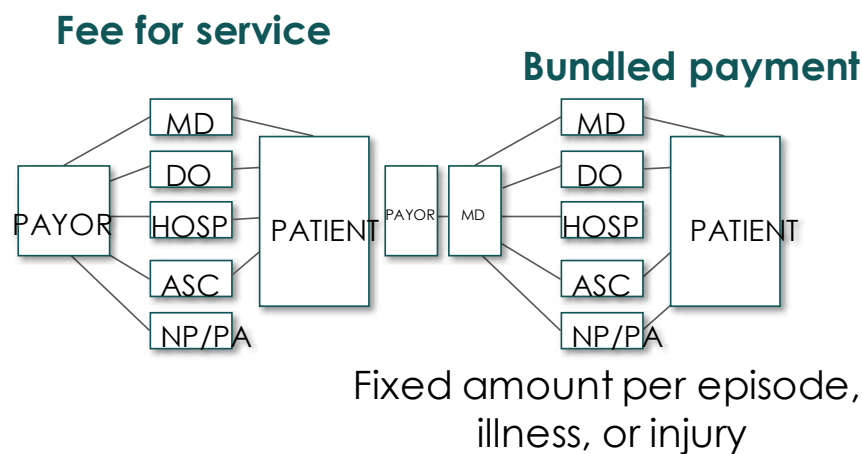 Fee for service
MD
DO
PAYOR
HOSP
PATIENT
ASC
NP/PA
Bundled payment
MD
DO
PAYOR
MD
HOSP
PATIENT
ASC
NP/PA
Fixed amount per episode,
illness, or injury